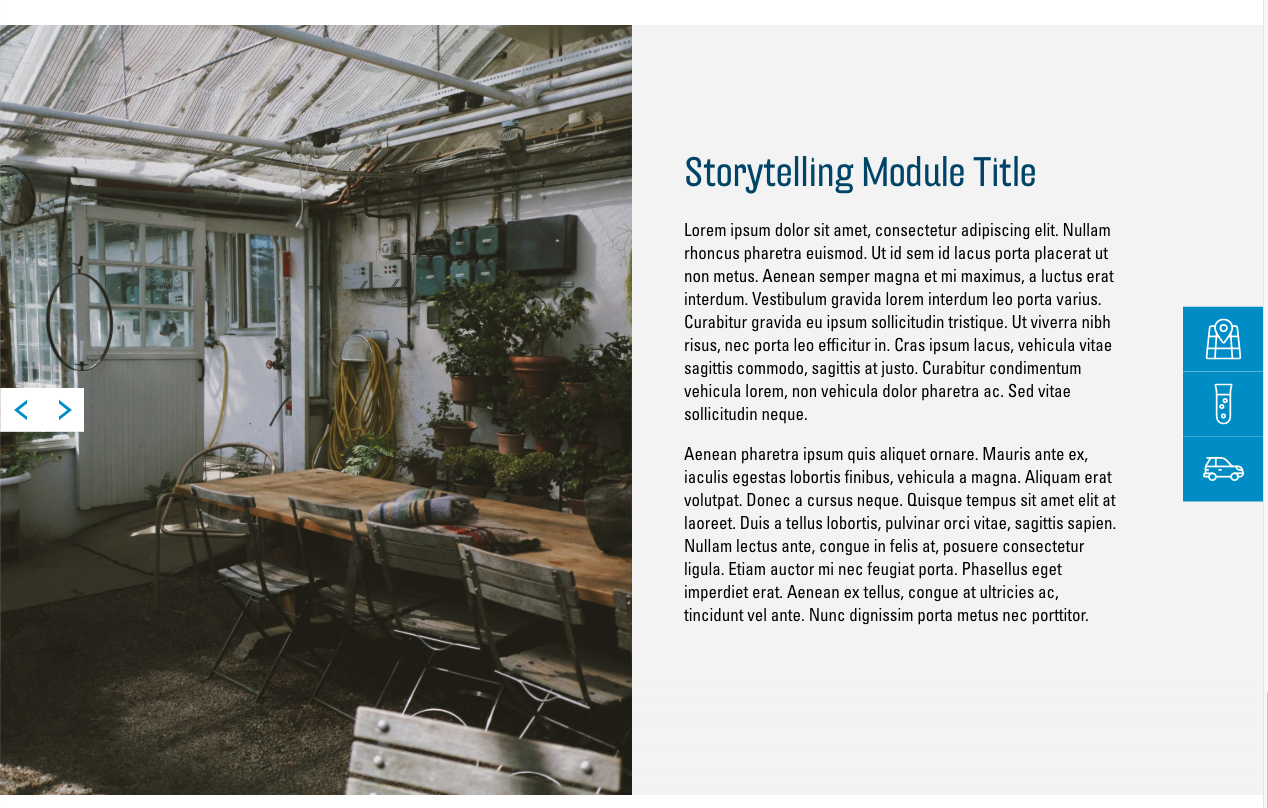 Storytelling Module Title
Lorem ipsum dolor sit amet, consectetur adipiscing elit. Nullam
rhoncus pharetra euismod. Ut id sem id lacus porta placerat ut
non metus. Aenean semper magna et mi maximus, a luctus erat
interdum. Vestibulum gravida lorem interdum leo porta varius.
Curabitur gravida eu ipsum sollicitudin tristique. Ut viverra nibh
risus, nec porta leo efficitur in. Cras ipsum lacus, vehicula vitae
sagittis commodo, sagittis at justo. Curabitur condimentum
vehicula lorem, non vehicula dolor pharetra ac. Sed vitae
sollicitudin neque.
Aenean pharetra ipsum quis aliquet ornare. Mauris ante ex,
iaculis egestas lobortis finibus, vehicula a magna. Aliquam erat
volutpat. Donec a cursus neque. Quisque tempus sit amet elit at
laoreet. Duis a tellus lobortis, pulvinar orci vitae, sagittis sapien.
Nullam lectus ante, congue in felis at, posuere consectetur
ligula. Etiam auctor mi nec feugiat porta. Phasellus eget
imperdiet erat. Aenean ex tellus, congue at ultricies ac,
tincidunt vel ante. Nunc dignissim porta metus nec porttitor.